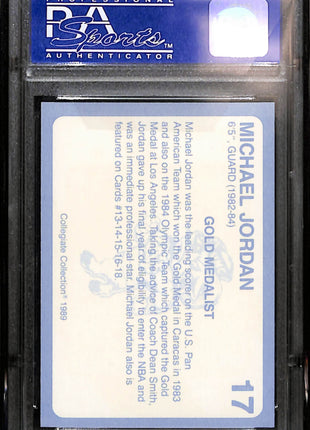 PROFESSIONAL
PSA
Sports™
AUTHENTICATOR
MICHAEL JORDAN
6'5", GUARD (1982-84)
17
GOLD MEDALIST
Michael Jordan was the leading scorer on the U.S. Pan
American Team which won the Gold Medal in Caracas in 1983
and also on the 1984 Olympic Team which captured the Gold
Medal at Los Angeles. Taking the advice of Coach Dean Smith,
Jordan gave up his final year of eligibility to enter the NBA and
was an immediate professional star. Michael Jordan also is
featured on Cards #13-14-15-16-18
Collegiate Collection® 1989